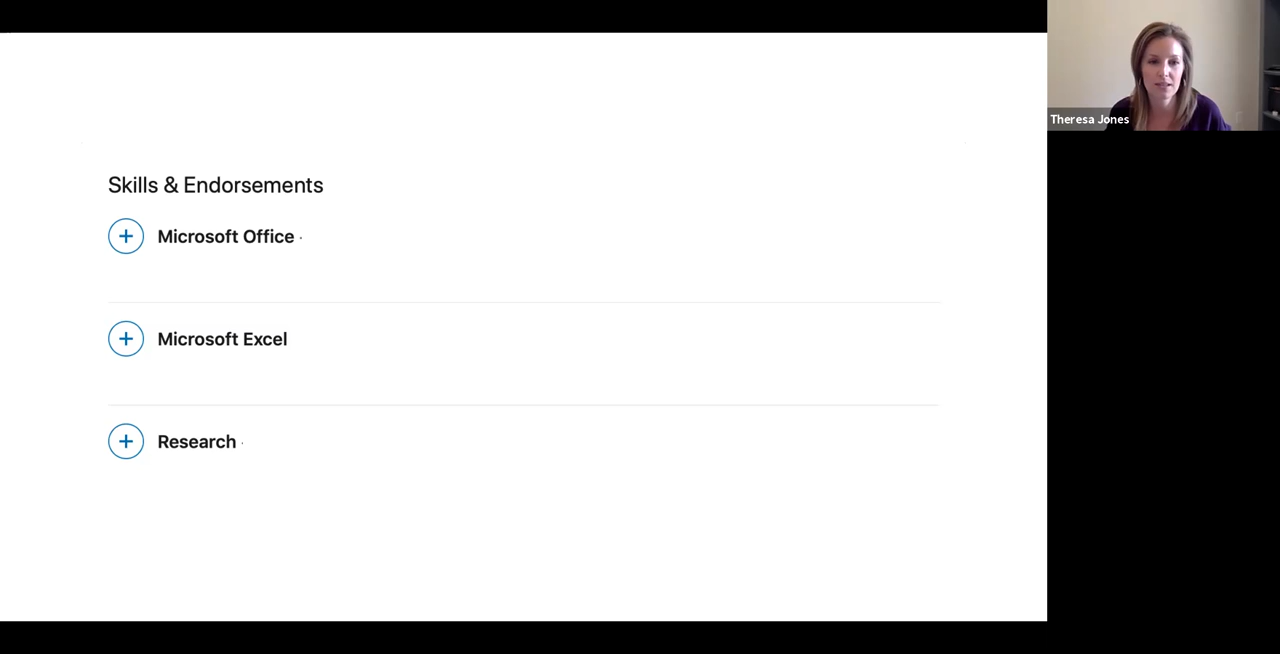 Skills & Endorsements
Microsoft Office ·
Microsoft Excel
Research ·
Theresa Jones